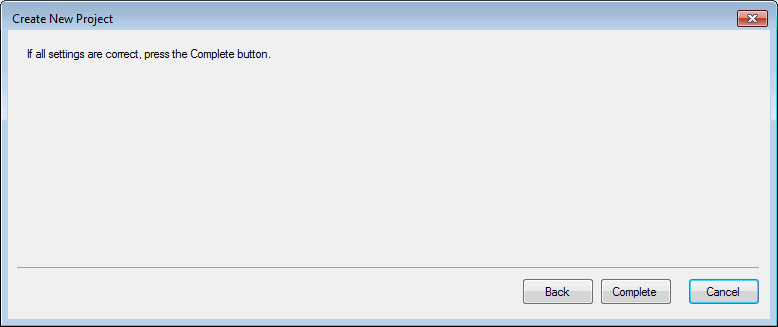 Create New Project
If all settings are correct, press the Complete button.
Back
Complete
Cancel